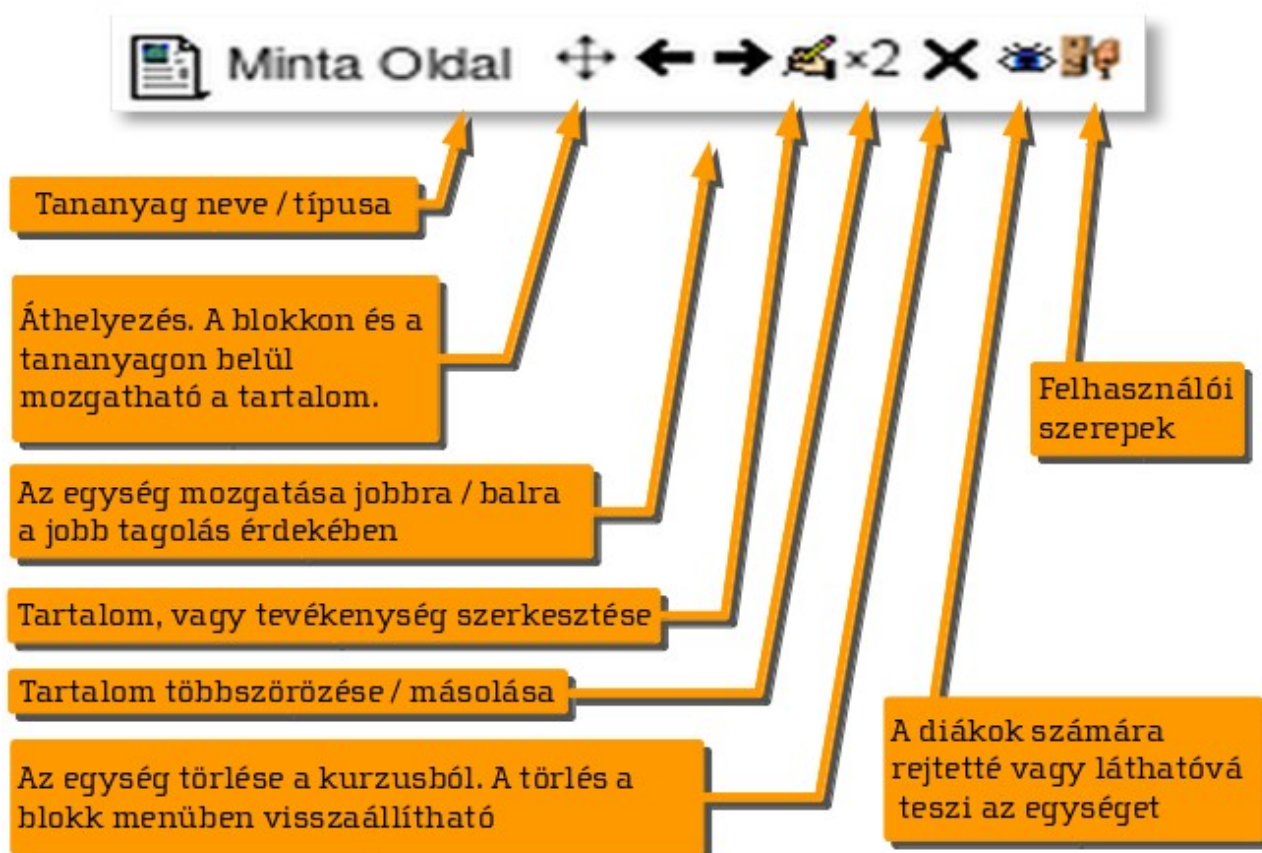 Minta Oldal
×2
Tananyag neve / típusa
Áthelyezés. A blokkon és a
tananyagon belül
mozgatható a tartalom.
Felhasználói
szerepek
Az egység mozgatása jobbra / balra
a jobb tagolás érdekében
Tartalom, vagy tevékenység szerkesztése
Tartalom többszörözése / másolása
Az egység törlése a kurzusból. A törlés a
blokk menüben visszaállítható
A diákok számára
rejtetté vagy láthatóvá
teszi az egységet